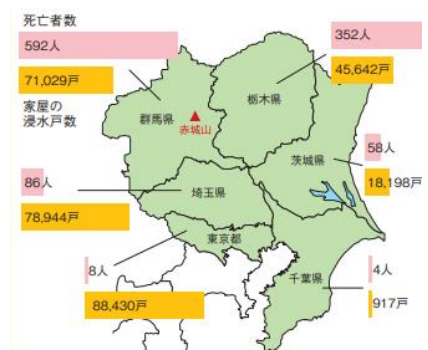 死亡者数
592人
71,029戸
家屋の
浸水戸数
352人
45,642戸
栃木県
群馬県
赤城山
58人
茨城県
18,198戸
86人
埼玉県
78,944戸
東京都
8人
88,430戸
4人
千葉県
917戸